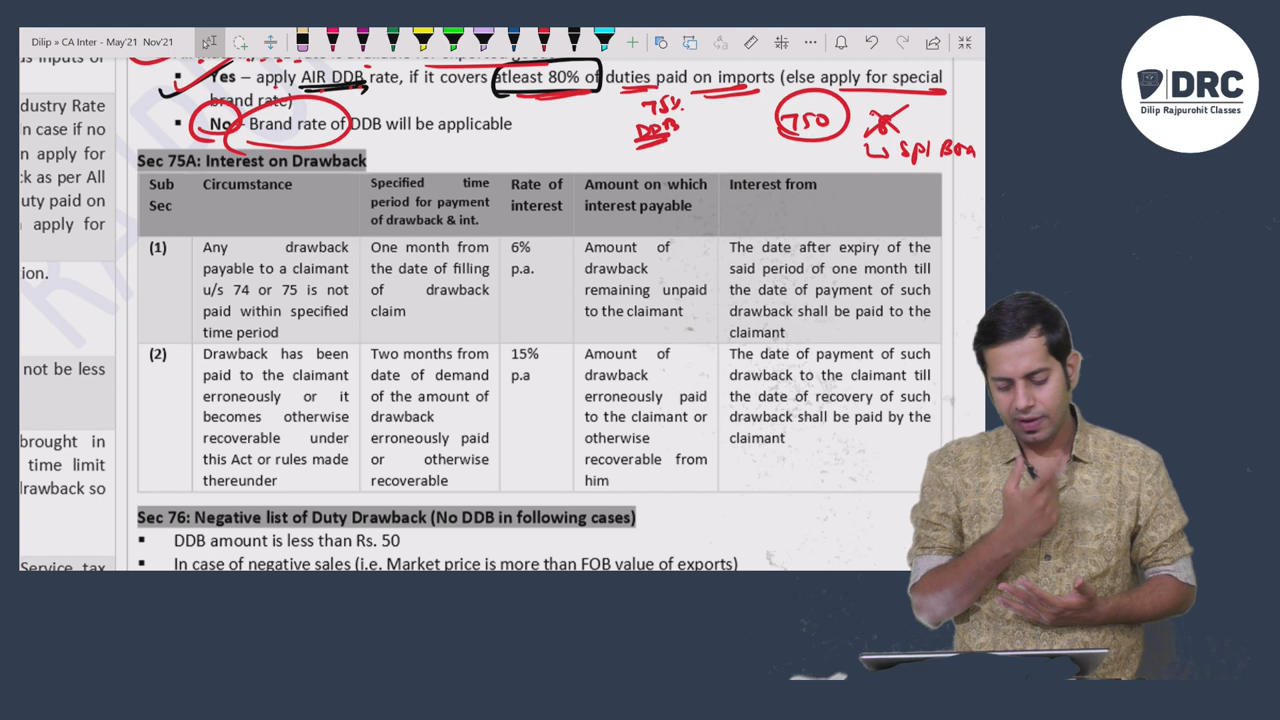 Dilip » CA Inter - May'21 Nov'21
DRC
Dilip Rajpurohit Classes
Yes – apply AIR DDB rate, if it covers atleast 80% of duties paid on imports (else apply for special
brand rate)
No – Brand rate of DDB will be applicable
75%
DDB
750
Spl Bra
dustry Rate
n case if no
n apply for
k as per All
uty paid on
apply for
ion.
not be less
brought in
time limit
drawback so
Service tax
Sec 75A: Interest on Drawback
Sub Sec Circumstance Specified time period for payment of drawback & int. Rate of interest Amount on which interest payable Interest from
(1) Any drawback payable to a claimant u/s 74 or 75 is not paid within specified time period One month from the date of filling of drawback claim 6% p.a. Amount of drawback remaining unpaid to the claimant The date after expiry of the said period of one month till the date of payment of such drawback shall be paid to the claimant
(2) Drawback has been paid to the claimant erroneously or it becomes otherwise recoverable under this Act or rules made thereunder Two months from date of demand of the amount of drawback erroneously paid or otherwise recoverable 15% p.a Amount of drawback erroneously paid to the claimant or otherwise recoverable from him The date of payment of such drawback to the claimant till the date of recovery of such drawback shall be paid by the claimant
Sec 76: Negative list of Duty Drawback (No DDB in following cases)
DDB amount is less than Rs. 50
In case of negative sales (i.e. Market price is more than FOB value of exports)